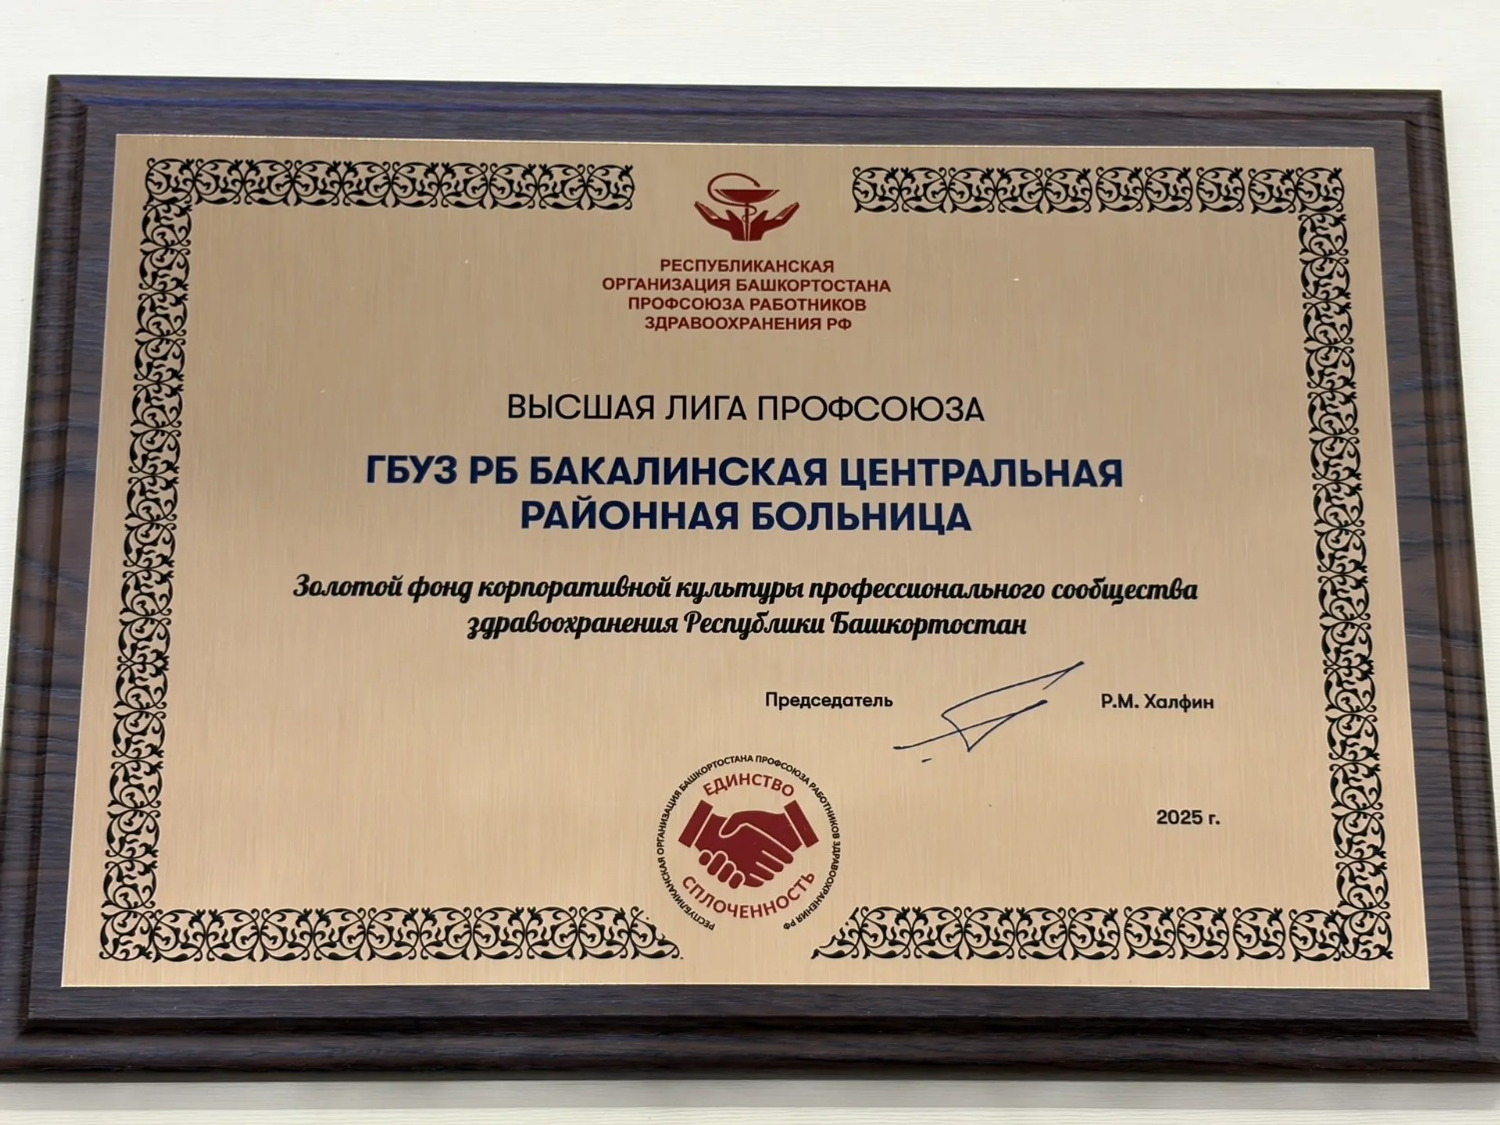 РЕСПУБЛИКАНСКАЯ
ОРГАНИЗАЦИЯ БАШКОРТОСТАНА
ПРОФСОЮЗА РАБОТНИКОВ
ЗДРАВООХРАНЕНИЯ РФ
ВЫСШАЯ ЛИГА ПРОФСОЮЗА
ГБУЗ РБ БАКАЛИНСКАЯ ЦЕНТРАЛЬНАЯ
РАЙОННАЯ БОЛЬНИЦА
Золотой фонд корпоративной культуры профессионального сообщества
здравоохранения Республики Башкортостан
Председатель Р.М. Халфин
РЕСПУБЛИКАНСКАЯ ОРГАНИЗАЦИЯ БАШКОРТОСТАНА ПРОФСОЮЗА РАБОТНИКОВ ЗДРАВООХРАНЕНИЯ РФ
ЕДИНСТВО
СПЛОЧЕННОСТЬ
2025 г.